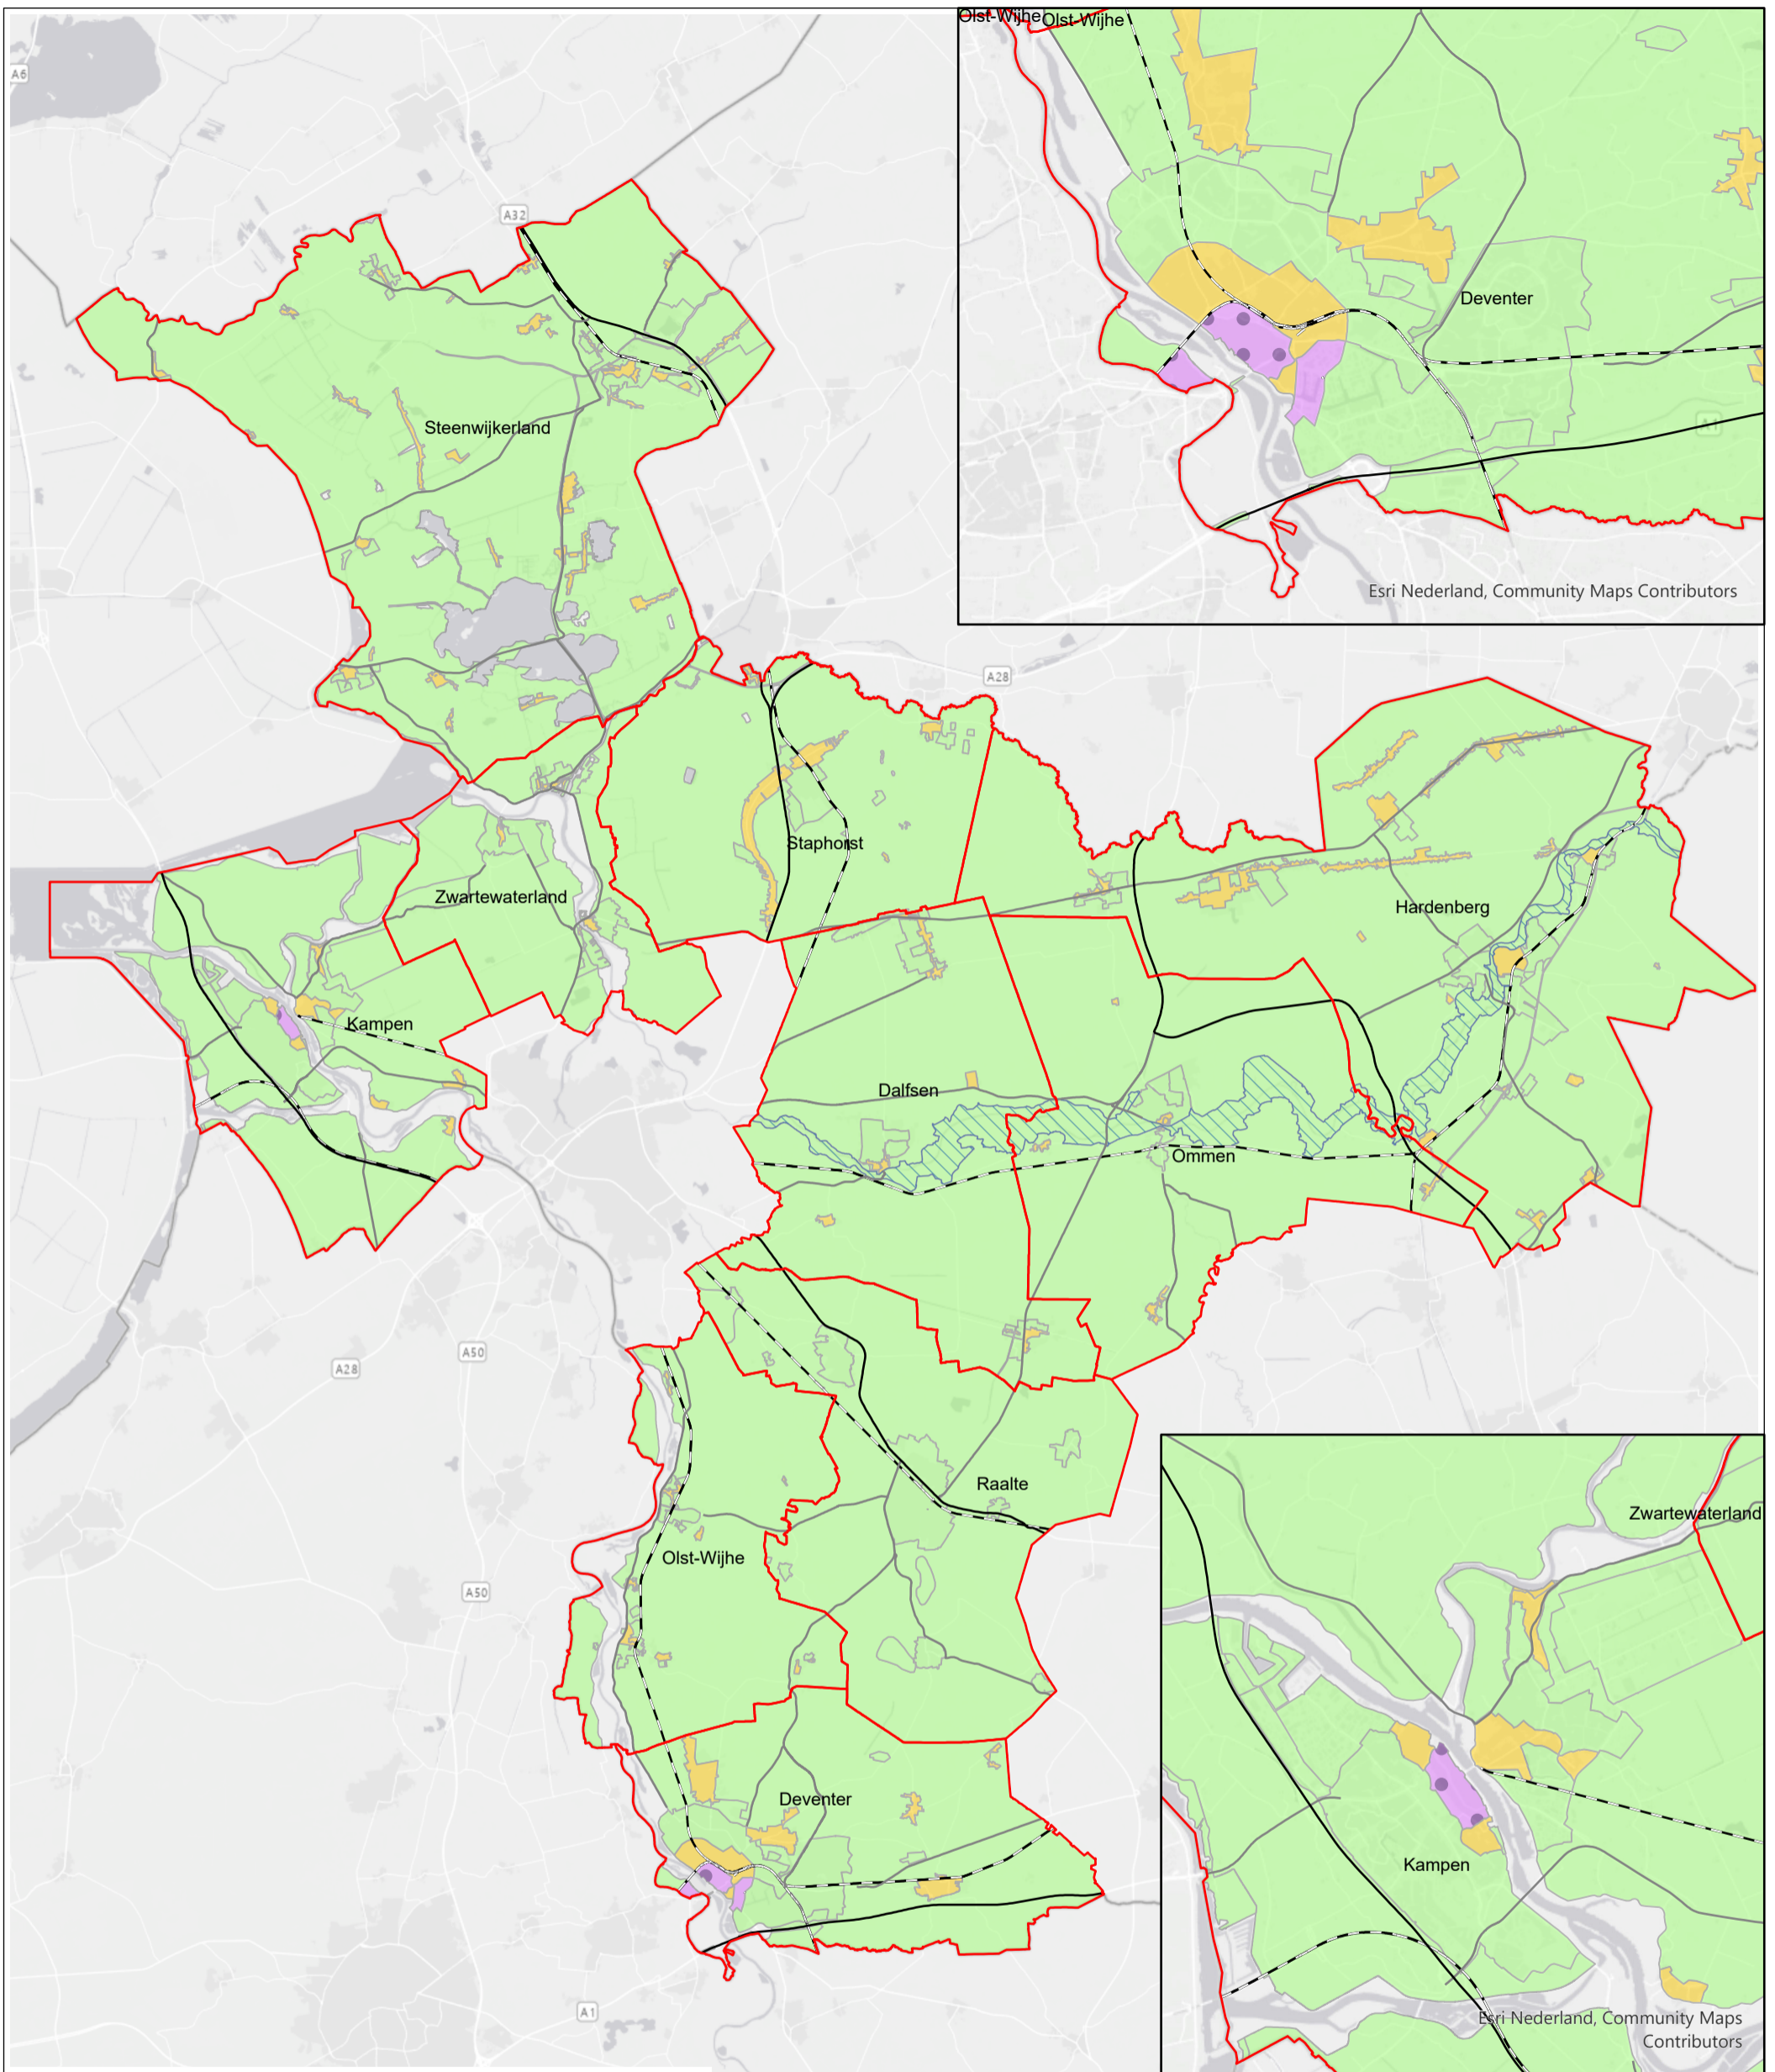 Olst-Wijhe
Olst-Wijhe
A6
A32
Deventer
A1
Steenwijkerland
Esri Nederland, Community Maps Contributors
A28
Staphorst
Zwartewaterland
Hardenberg
Kampen
Dalfsen
Ommen
A50
A28
Raalte
Zwartewaterland
Olst-Wijhe
A50
Deventer
Kampen
A1
Esri Nederland, Community Maps
Contributors